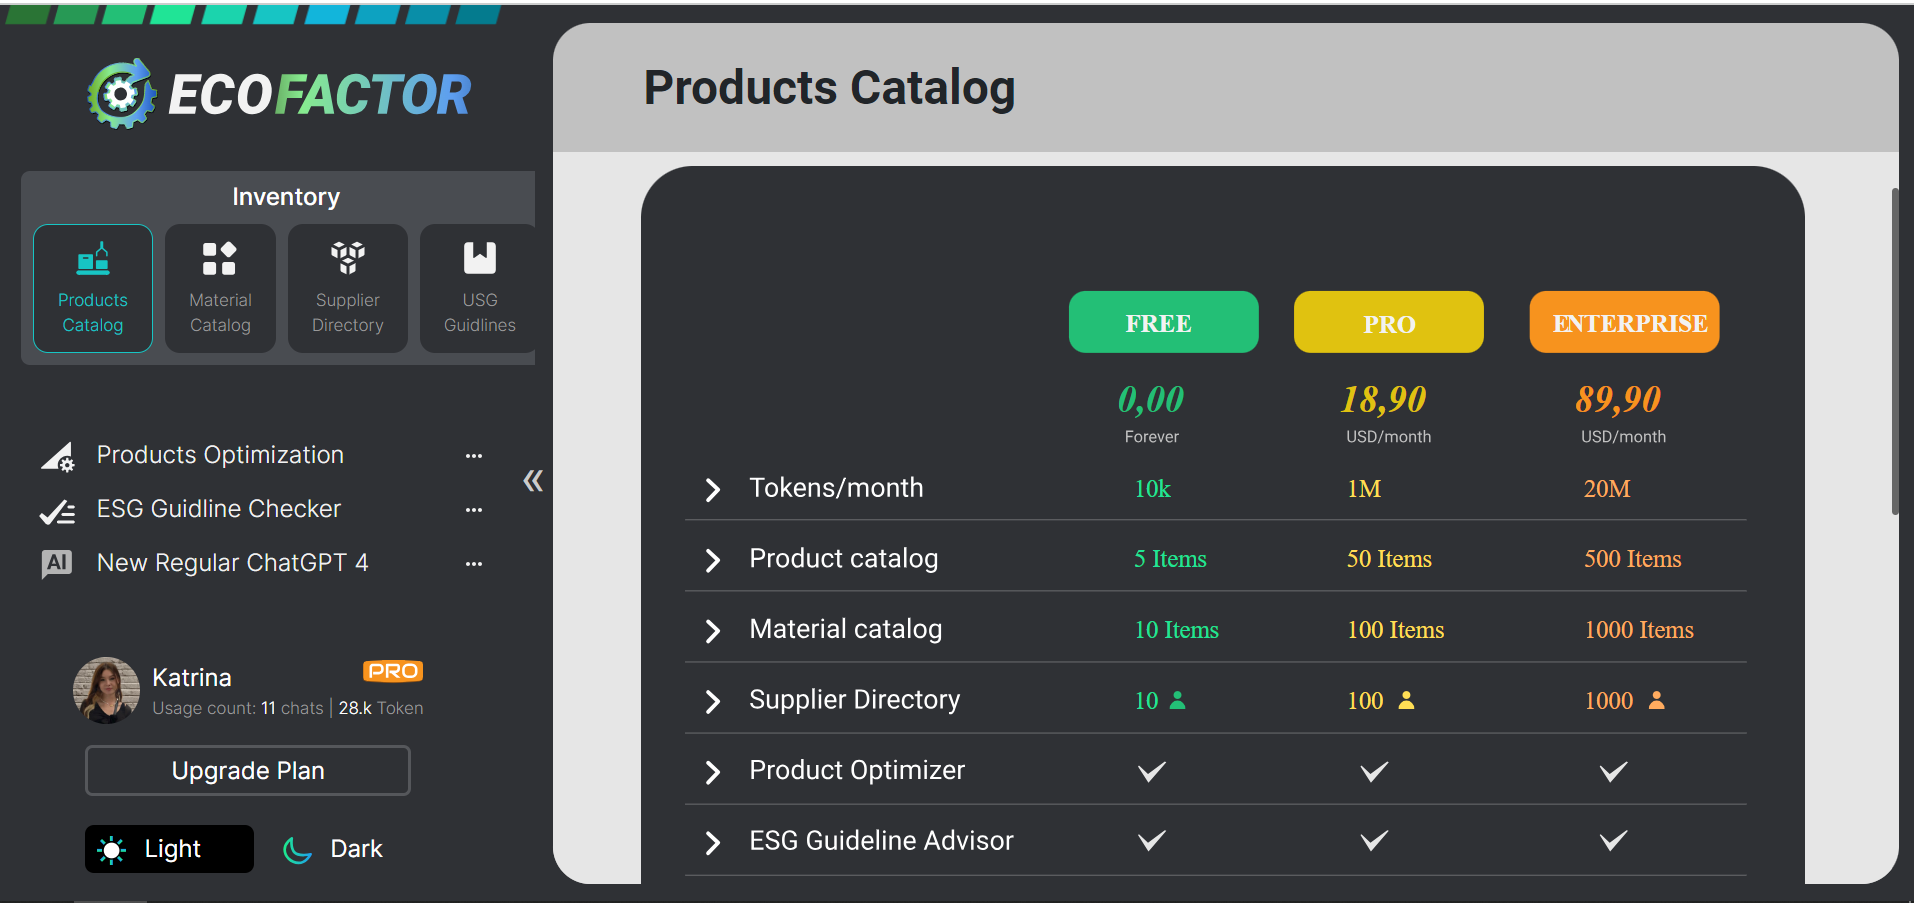 ECOFACTOR
Inventory
Products
Catalog
Material
Catalog
Supplier
Directory
USG
Guidlines
Products Optimization ...
ESG Guidline Checker ...
AI New Regular ChatGPT 4 ...
«
Katrina PRO
Usage count: 11 chats | 28.k Token
Upgrade Plan
Light Dark
Products Catalog
FREE PRO ENTERPRISE
0,00 18,90 89,90
Forever USD/month USD/month
Tokens/month 10k 1M 20M
Product catalog 5 Items 50 Items 500 Items
Material catalog 10 Items 100 Items 1000 Items
Supplier Directory 10 100 1000
Product Optimizer
ESG Guideline Advisor